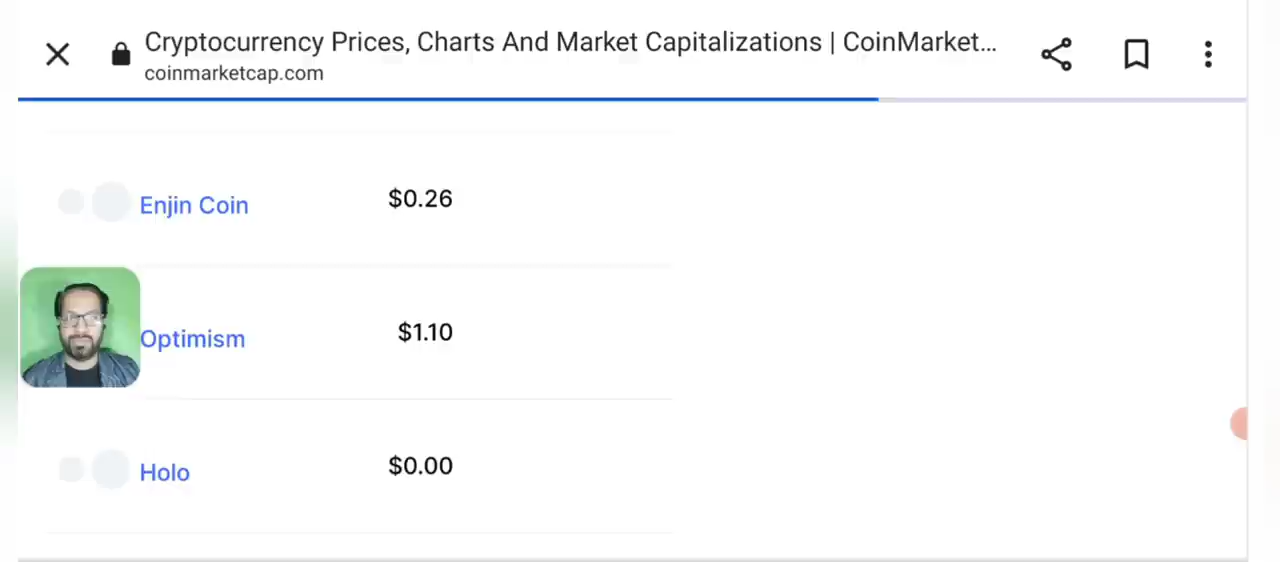 Cryptocurrency Prices, Charts And Market Capitalizations | CoinMarket...
coinmarketcap.com
Enjin Coin $0.26
Optimism $1.10
Holo $0.00